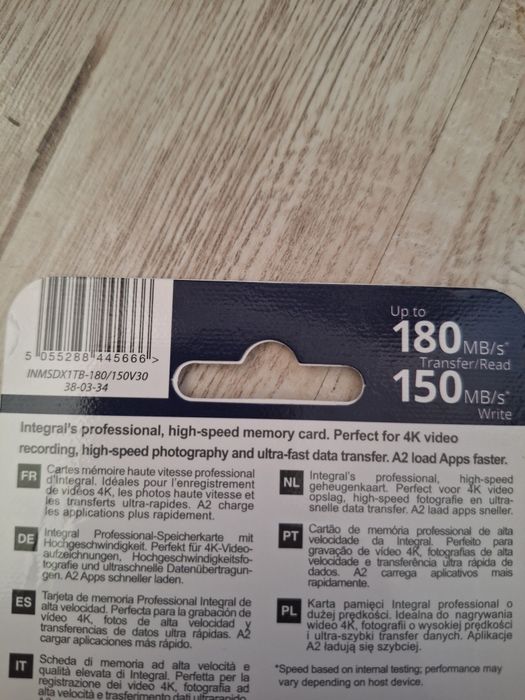 5 055288 445666 >
INMSDX1TB-180/150V30
38-03-34
Up to
180MB/s*
Transfer/Read
150MB/s*
Write
Integral's professional, high-speed memory card. Perfect for 4K video
recording, high-speed photography and ultra-fast data transfer. A2 load Apps faster.
FR Cartes mémoire haute vitesse professional
d'Integral. Idéales pour l'enregistrement
de vidéos 4K, les photos haute vitesse et
les transferts ultra-rapides. A2 charge
les applications plus rapidement.
DE Integral Professional-Speicherkarte mit
Hochgeschwindigkeit. Perfekt für 4K-Video-
aufzeichnungen, Hochgeschwindigkeitsfo-
tografie und ultraschnelle Datenübertragun-
gen. A2 Apps schneller laden.
ES Tarjeta de memoria Professional Integral de
alta velocidad. Perfecta para la grabación de
vídeo 4K, fotos de alta velocidad y
transferencias de datos ultra rápidas. A2
cargar aplicaciones más rápido.
IT Scheda di memoria ad alta velocità e
qualità elevata di Integral. Perfetta per la
registrazione dei video 4K, fotografia ad
alta velocità e trasferimento dati ultrarapido.
NL Integral's professional, high-speed
geheugenkaart. Perfect voor 4K video
opslag, high-speed fotografie en ultra-
snelle data transfer. A2 laad apps sneller.
PT Cartão de memória professional de alta
velocidade da Integral. Perfeito para
gravação de vídeo 4K, fotografias de alta
velocidade e transferência ultra rápida de
dados. A2 carrega aplicativos mais
rapidamente.
PL Karta pamięci Integral professional o
dużej prędkości. Idealna do nagrywania
wideo 4K, fotografii o wysokiej prędkości
i ultra-szybki transfer danych. Aplikacje
A2 ładują się szybciej.
*Speed based on internal testing; performance may
vary depending on host device.